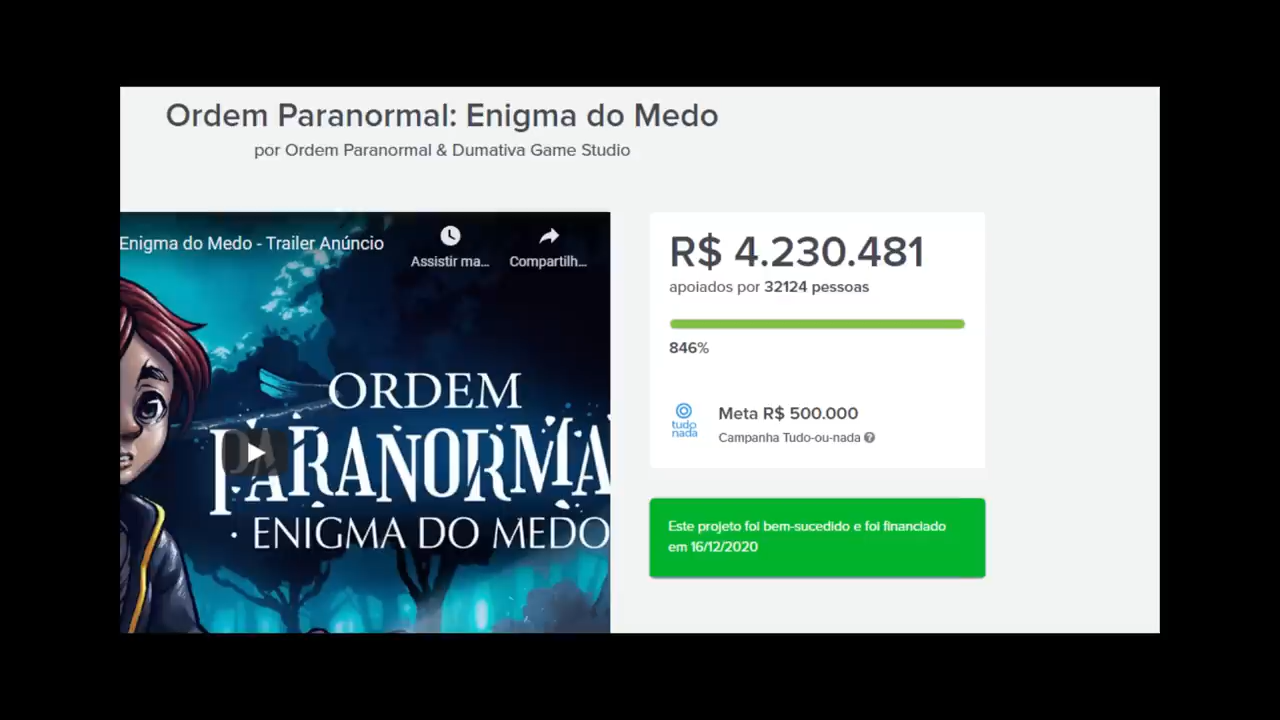 Ordem Paranormal: Enigma do Medo
por Ordem Paranormal & Dumativa Game Studio
Enigma do Medo - Trailer Anúncio
Assistir ma...
Compartilh...
ORDEM
PARANORMA
ENIGMA DO MEDO
R$ 4.230.481
apoiados por 32124 pessoas
846%
tudo
nada
Meta R$ 500.000
Campanha Tudo-ou-nada ?
Este projeto foi bem-sucedido e foi financiado
em 16/12/2020